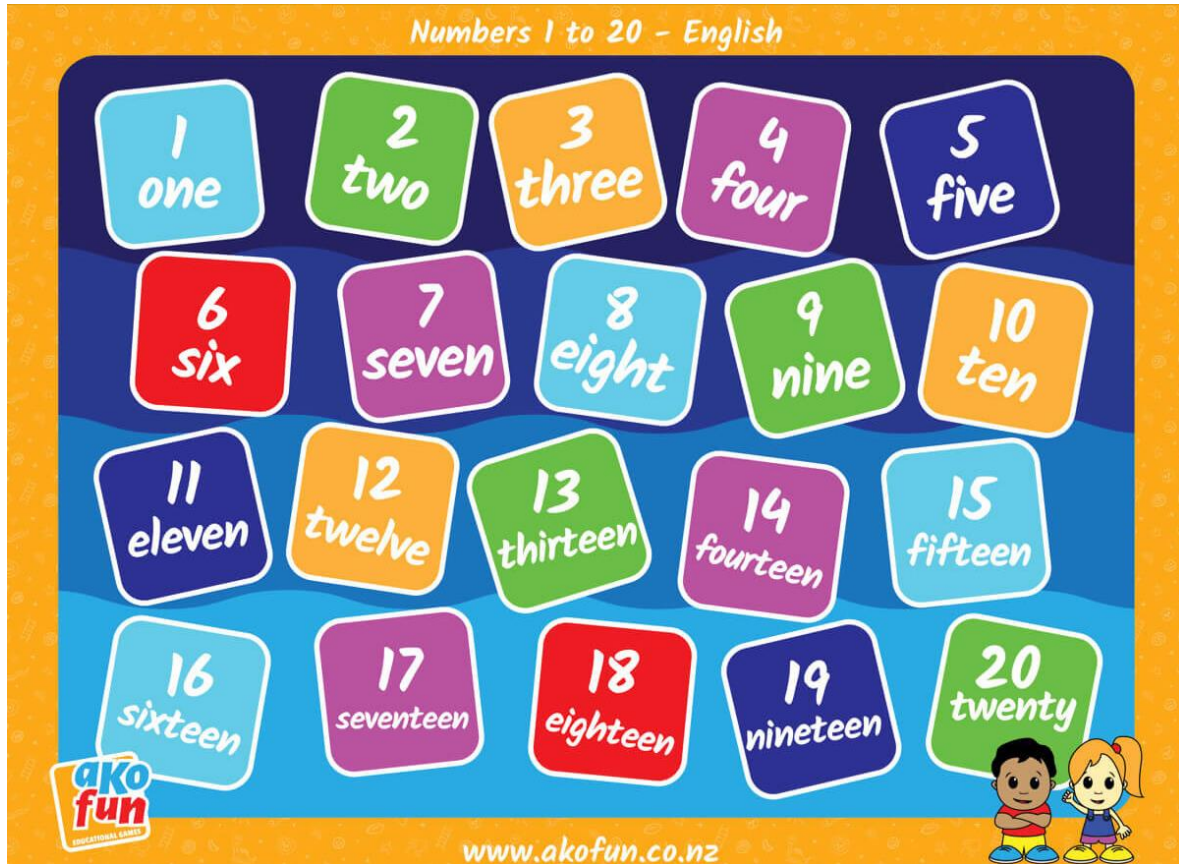 Numbers 1 to 20 - English
1
one
2
two
3
three
4
four
5
five
6
six
7
seven
8
eight
9
nine
10
ten
11
eleven
12
twelve
13
thirteen
14
fourteen
15
fifteen
16
sixteen
17
seventeen
18
eighteen
19
nineteen
20
twenty
ako
fun
EDUCATIONAL GAMES
www.akofun.co.nz